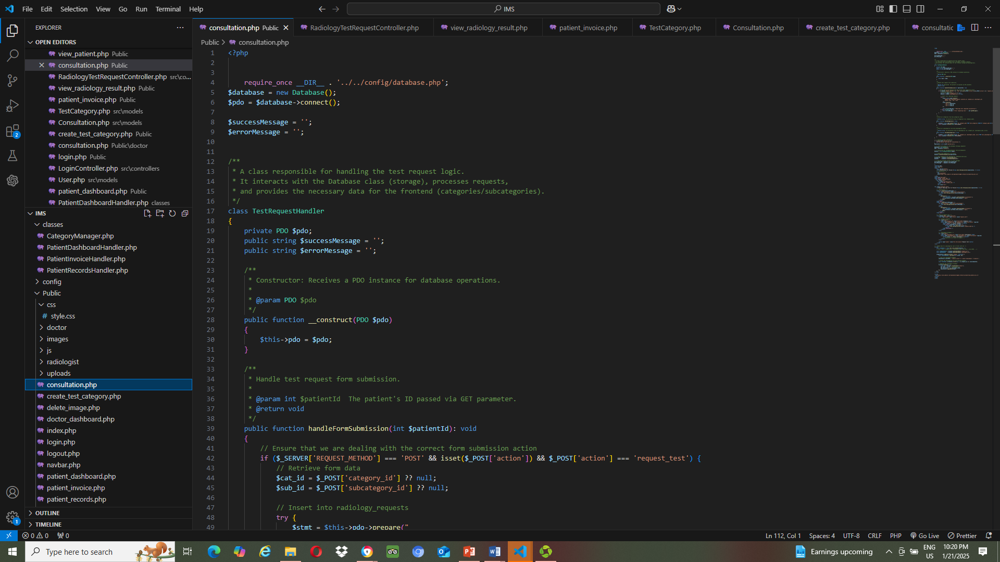 File Edit Selection View Go Run Terminal Help
IMS
EXPLORER
OPEN EDITORS
view_patient.php Public
consultation.php Public
RadiologyTestRequestController.php src\co...
view_radiology_result.php Public
patient_invoice.php Public
TestCategory.php src\models
Consultation.php src\models
create_test_category.php Public
consultation.php Public\doctor
login.php Public
LoginController.php src\controllers
User.php src\models
patient_dashboard.php Public
PatientDashboardHandler.php classes
IMS
classes
CategoryManager.php
PatientDashboardHandler.php
PatientInvoiceHandler.php
PatientRecordsHandler.php
config
Public
css
# style.css
doctor
images
js
radiologist
uploads
consultation.php
create_test_category.php
delete_image.php
doctor_dashboard.php
index.php
login.php
logout.php
navbar.php
patient_dashboard.php
patient_invoice.php
patient_records.php
OUTLINE
TIMELINE
2
1
consultation.php Public RadiologyTestRequestController.php view_radiology_result.php patient_invoice.php TestCategory.php Consultation.php create_test_category.php consultatic
Public > consultation.php
1 <?php
2
3
4 require_once __DIR__ . '../../config/database.php';
5 $database = new Database();
6 $pdo = $database->connect();
7
8 $successMessage = '';
9 $errorMessage = '';
10
11
12 /**
13 * A class responsible for handling the test request logic.
14 * It interacts with the Database class (storage), processes requests,
15 * and provides the necessary data for the frontend (categories/subcategories).
16 */
17 class TestRequestHandler
18 {
19 private PDO $pdo;
20 public string $successMessage = '';
21 public string $errorMessage = '';
22
23 /**
24 * Constructor: Receives a PDO instance for database operations.
25 *
26 * @param PDO $pdo
27 */
28 public function __construct(PDO $pdo)
29 {
30 $this->pdo = $pdo;
31 }
32
33 /**
34 * Handle test request form submission.
35 *
36 * @param int $patientId  The patient's ID passed via GET parameter.
37 * @return void
38 */
39 public function handleFormSubmission(int $patientId): void
40 {
41 // Ensure that we are dealing with the correct form submission action
42 if ($_SERVER['REQUEST_METHOD'] === 'POST' && isset($_POST['action']) && $_POST['action'] === 'request_test') {
43 // Retrieve form data
44 $cat_id = $_POST['category_id'] ?? null;
45 $sub_id = $_POST['subcategory_id'] ?? null;
46
47 // Insert into radiology_requests
48 try {
49 $stmt = $this->pdo->prepare("
0 0 0
Ln 112, Col 1 Spaces: 4 UTF-8 CRLF PHP Go Live Prettier
Type here to search
Earnings upcoming
ENG
US
10:20 PM
1/21/2025